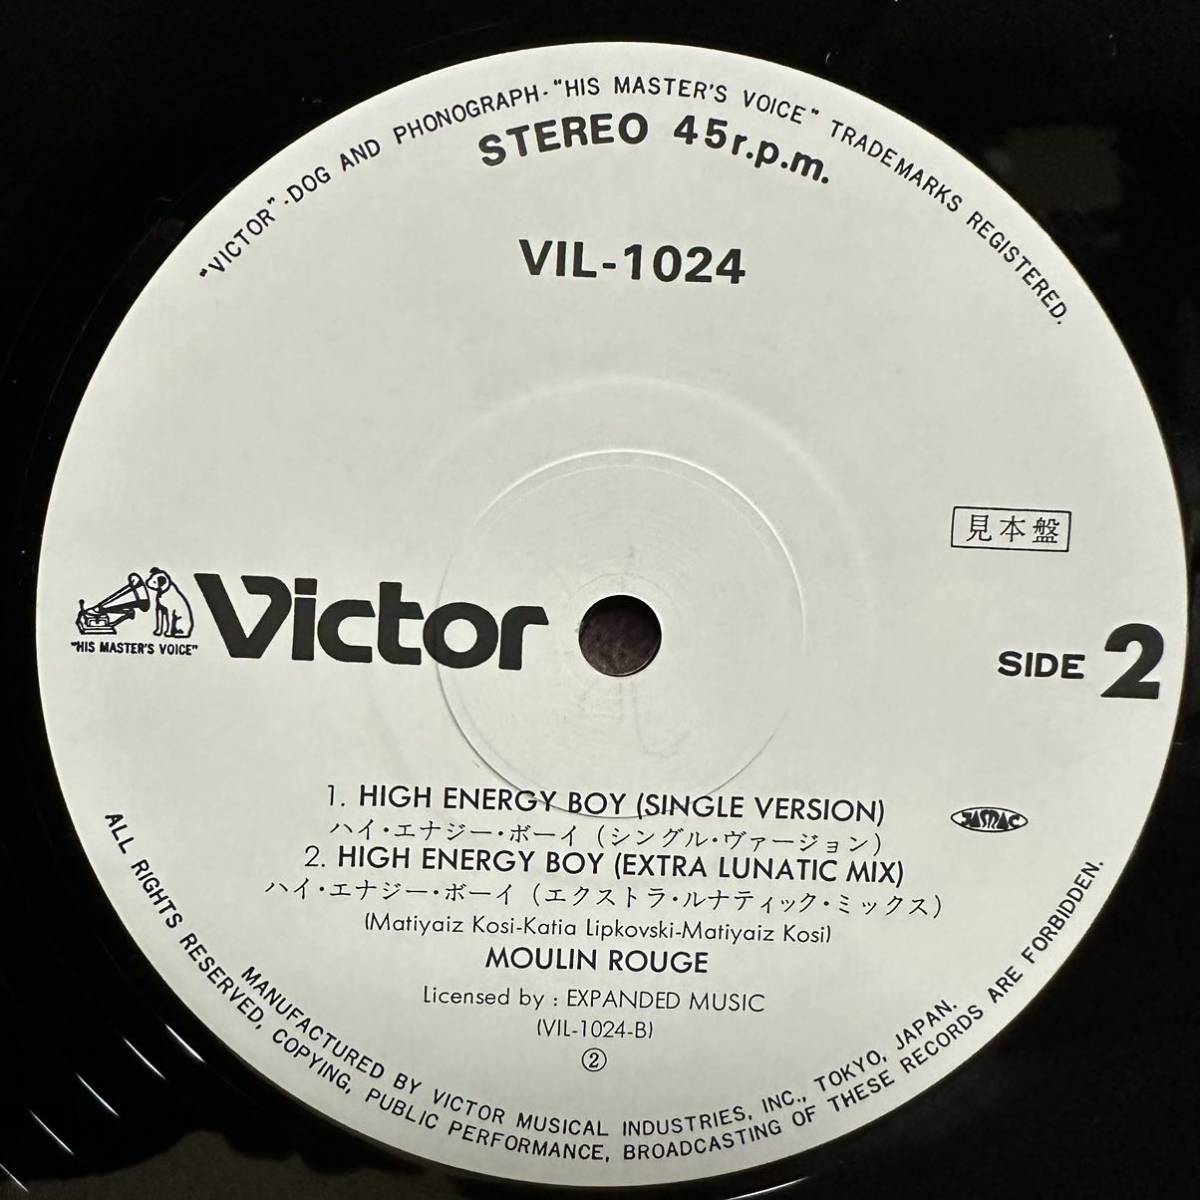 "VICTOR"-DOG AND PHONOGRAPH-"HIS MASTER'S VOICE" TRADEMARKS REGISTERED.
STEREO 45r.p.m.
VIL-1024
見本盤
"HIS MASTER'S VOICE"
Victor
SIDE 2
1. HIGH ENERGY BOY (SINGLE VERSION)
ハイ・エナジー・ボーイ (シングル・ヴァージョン)
JASRAC
2. HIGH ENERGY BOY (EXTRA LUNATIC MIX)
ハイ・エナジー・ボーイ (エクストラ・ルナティック・ミックス)
(Matiyaiz Kosi-Katia Lipkovski-Matiyaiz Kosi)
MOULIN ROUGE
Licensed by : EXPANDED MUSIC
(VIL-1024-B)
②
MANUFACTURED BY VICTOR MUSICAL INDUSTRIES, INC., TOKYO, JAPAN.
ALL RIGHTS RESERVED, COPYING, PUBLIC PERFORMANCE, BROADCASTING OF THESE RECORDS ARE FORBIDDEN.